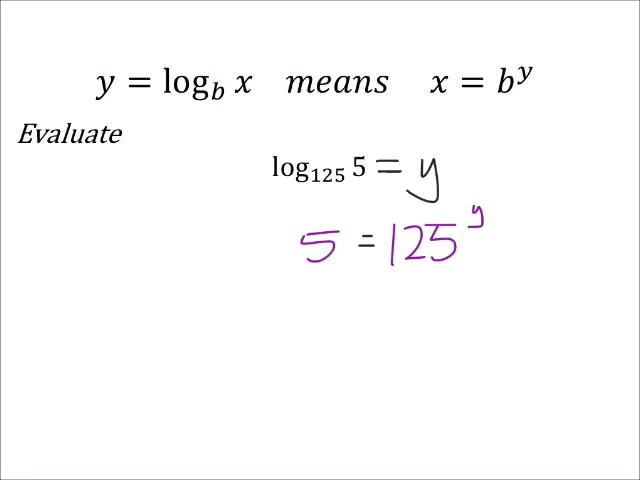 y = log_b x means x = b^y
Evaluate
log_125 5 = y
5 = 125^y